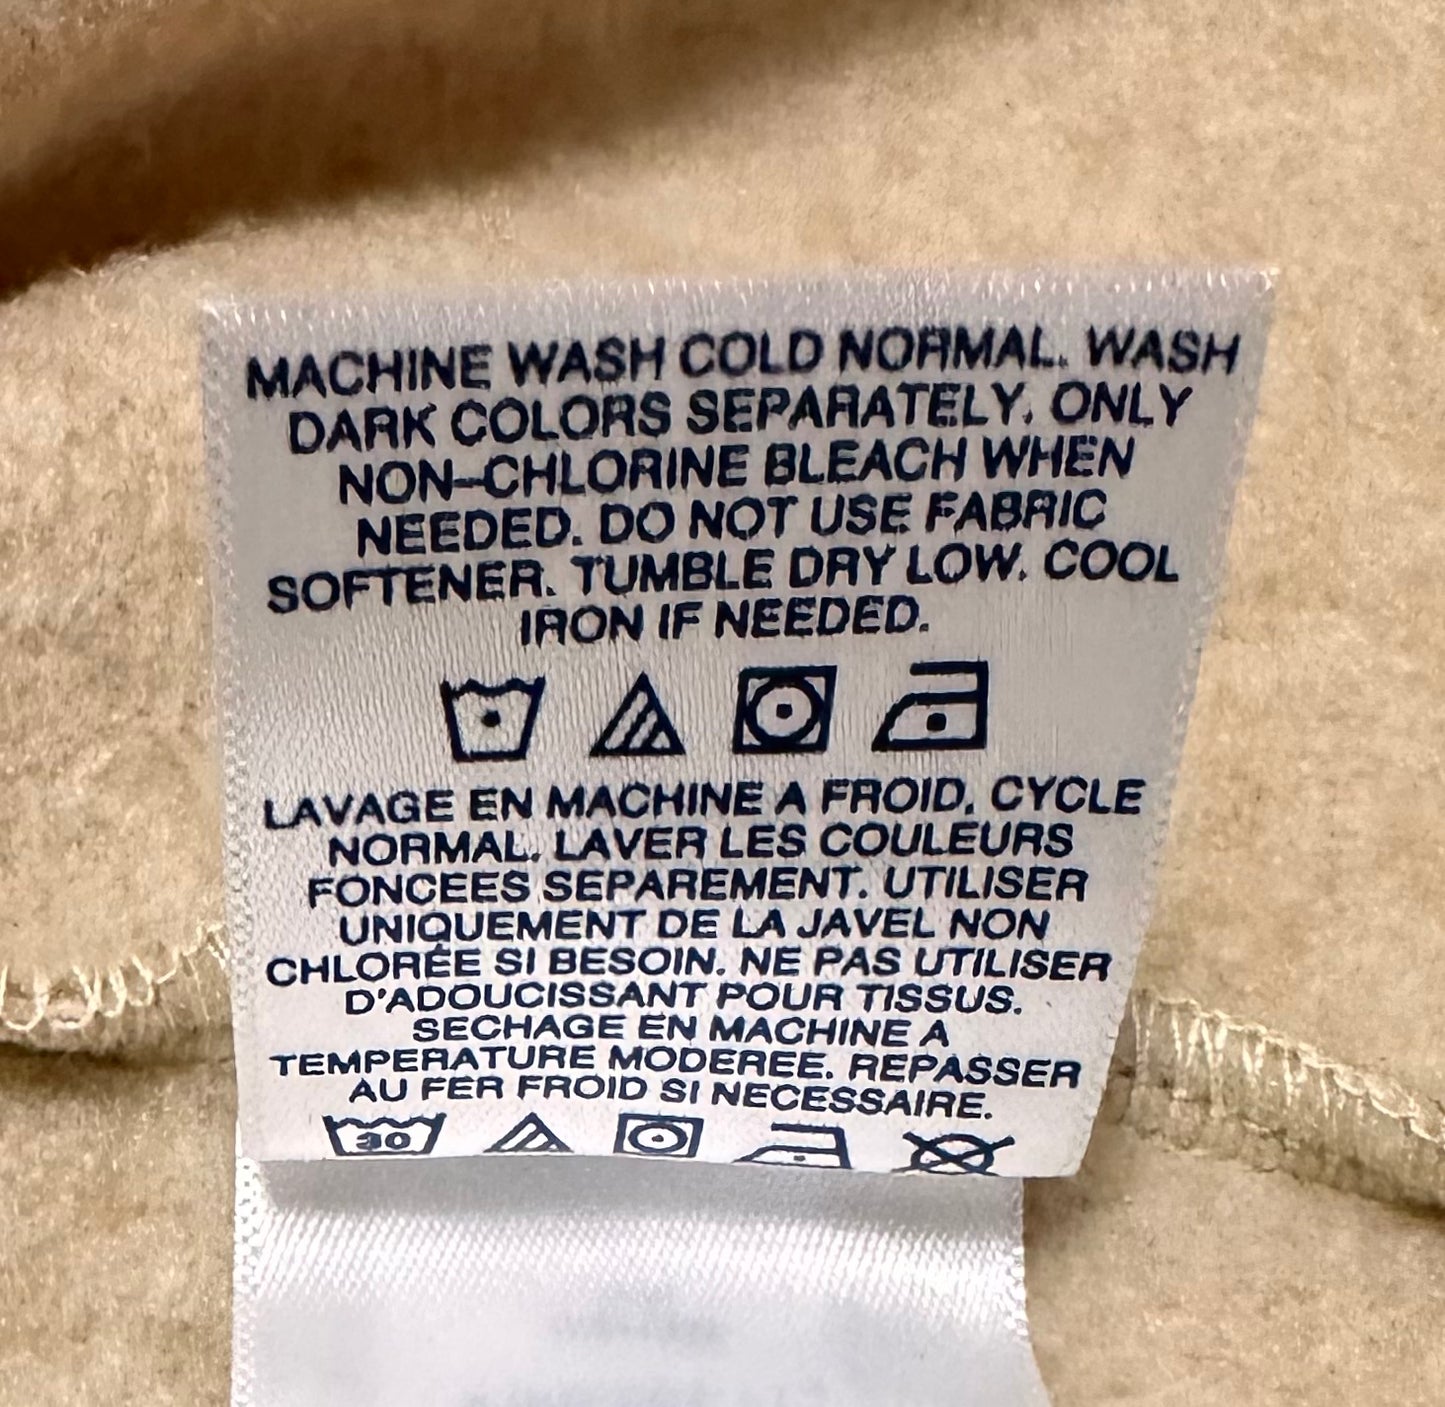 MACHINE WASH COLD NORMAL. WASH
DARK COLORS SEPARATELY. ONLY
NON-CHLORINE BLEACH WHEN
NEEDED. DO NOT USE FABRIC
SOFTENER. TUMBLE DRY LOW. COOL
IRON IF NEEDED.
LAVAGE EN MACHINE A FROID. CYCLE
NORMAL. LAVER LES COULEURS
FONCEES SEPAREMENT. UTILISER
UNIQUEMENT DE LA JAVEL NON
CHLORÉE SI BESOIN. NE PAS UTILISER
D'ADOUCISSANT POUR TISSUS.
SECHAGE EN MACHINE A
TEMPERATURE MODEREE. REPASSER
AU FER FROID SI NECESSAIRE.
30